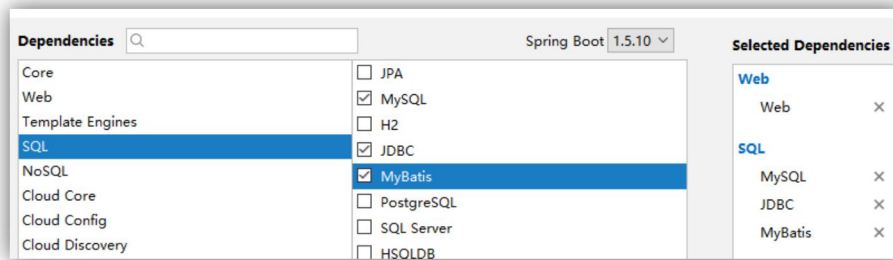 Dependencies
Spring Boot 1.5.10
Selected Dependencies
Core
Web
Template Engines
SQL
NoSQL
Cloud Core
Cloud Config
Cloud Discovery
JPA
MySQL
H2
JDBC
MyBatis
PostgreSQL
SQL Server
HSQLDB
Web
Web
SQL
MySQL
JDBC
MyBatis